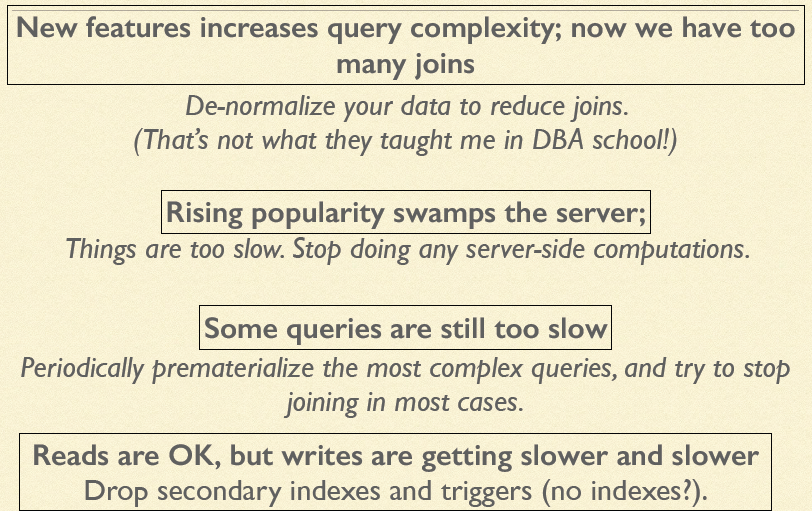 New features increases query complexity; now we have too
many joins
De-normalize your data to reduce joins.
(That's not what they taught me in DBA school!)
Rising popularity swamps the server;
Things are too slow. Stop doing any server-side computations.
Some queries are still too slow
Periodically prematerialize the most complex queries, and try to stop
joining in most cases.
Reads are OK, but writes are getting slower and slower
Drop secondary indexes and triggers (no indexes?).